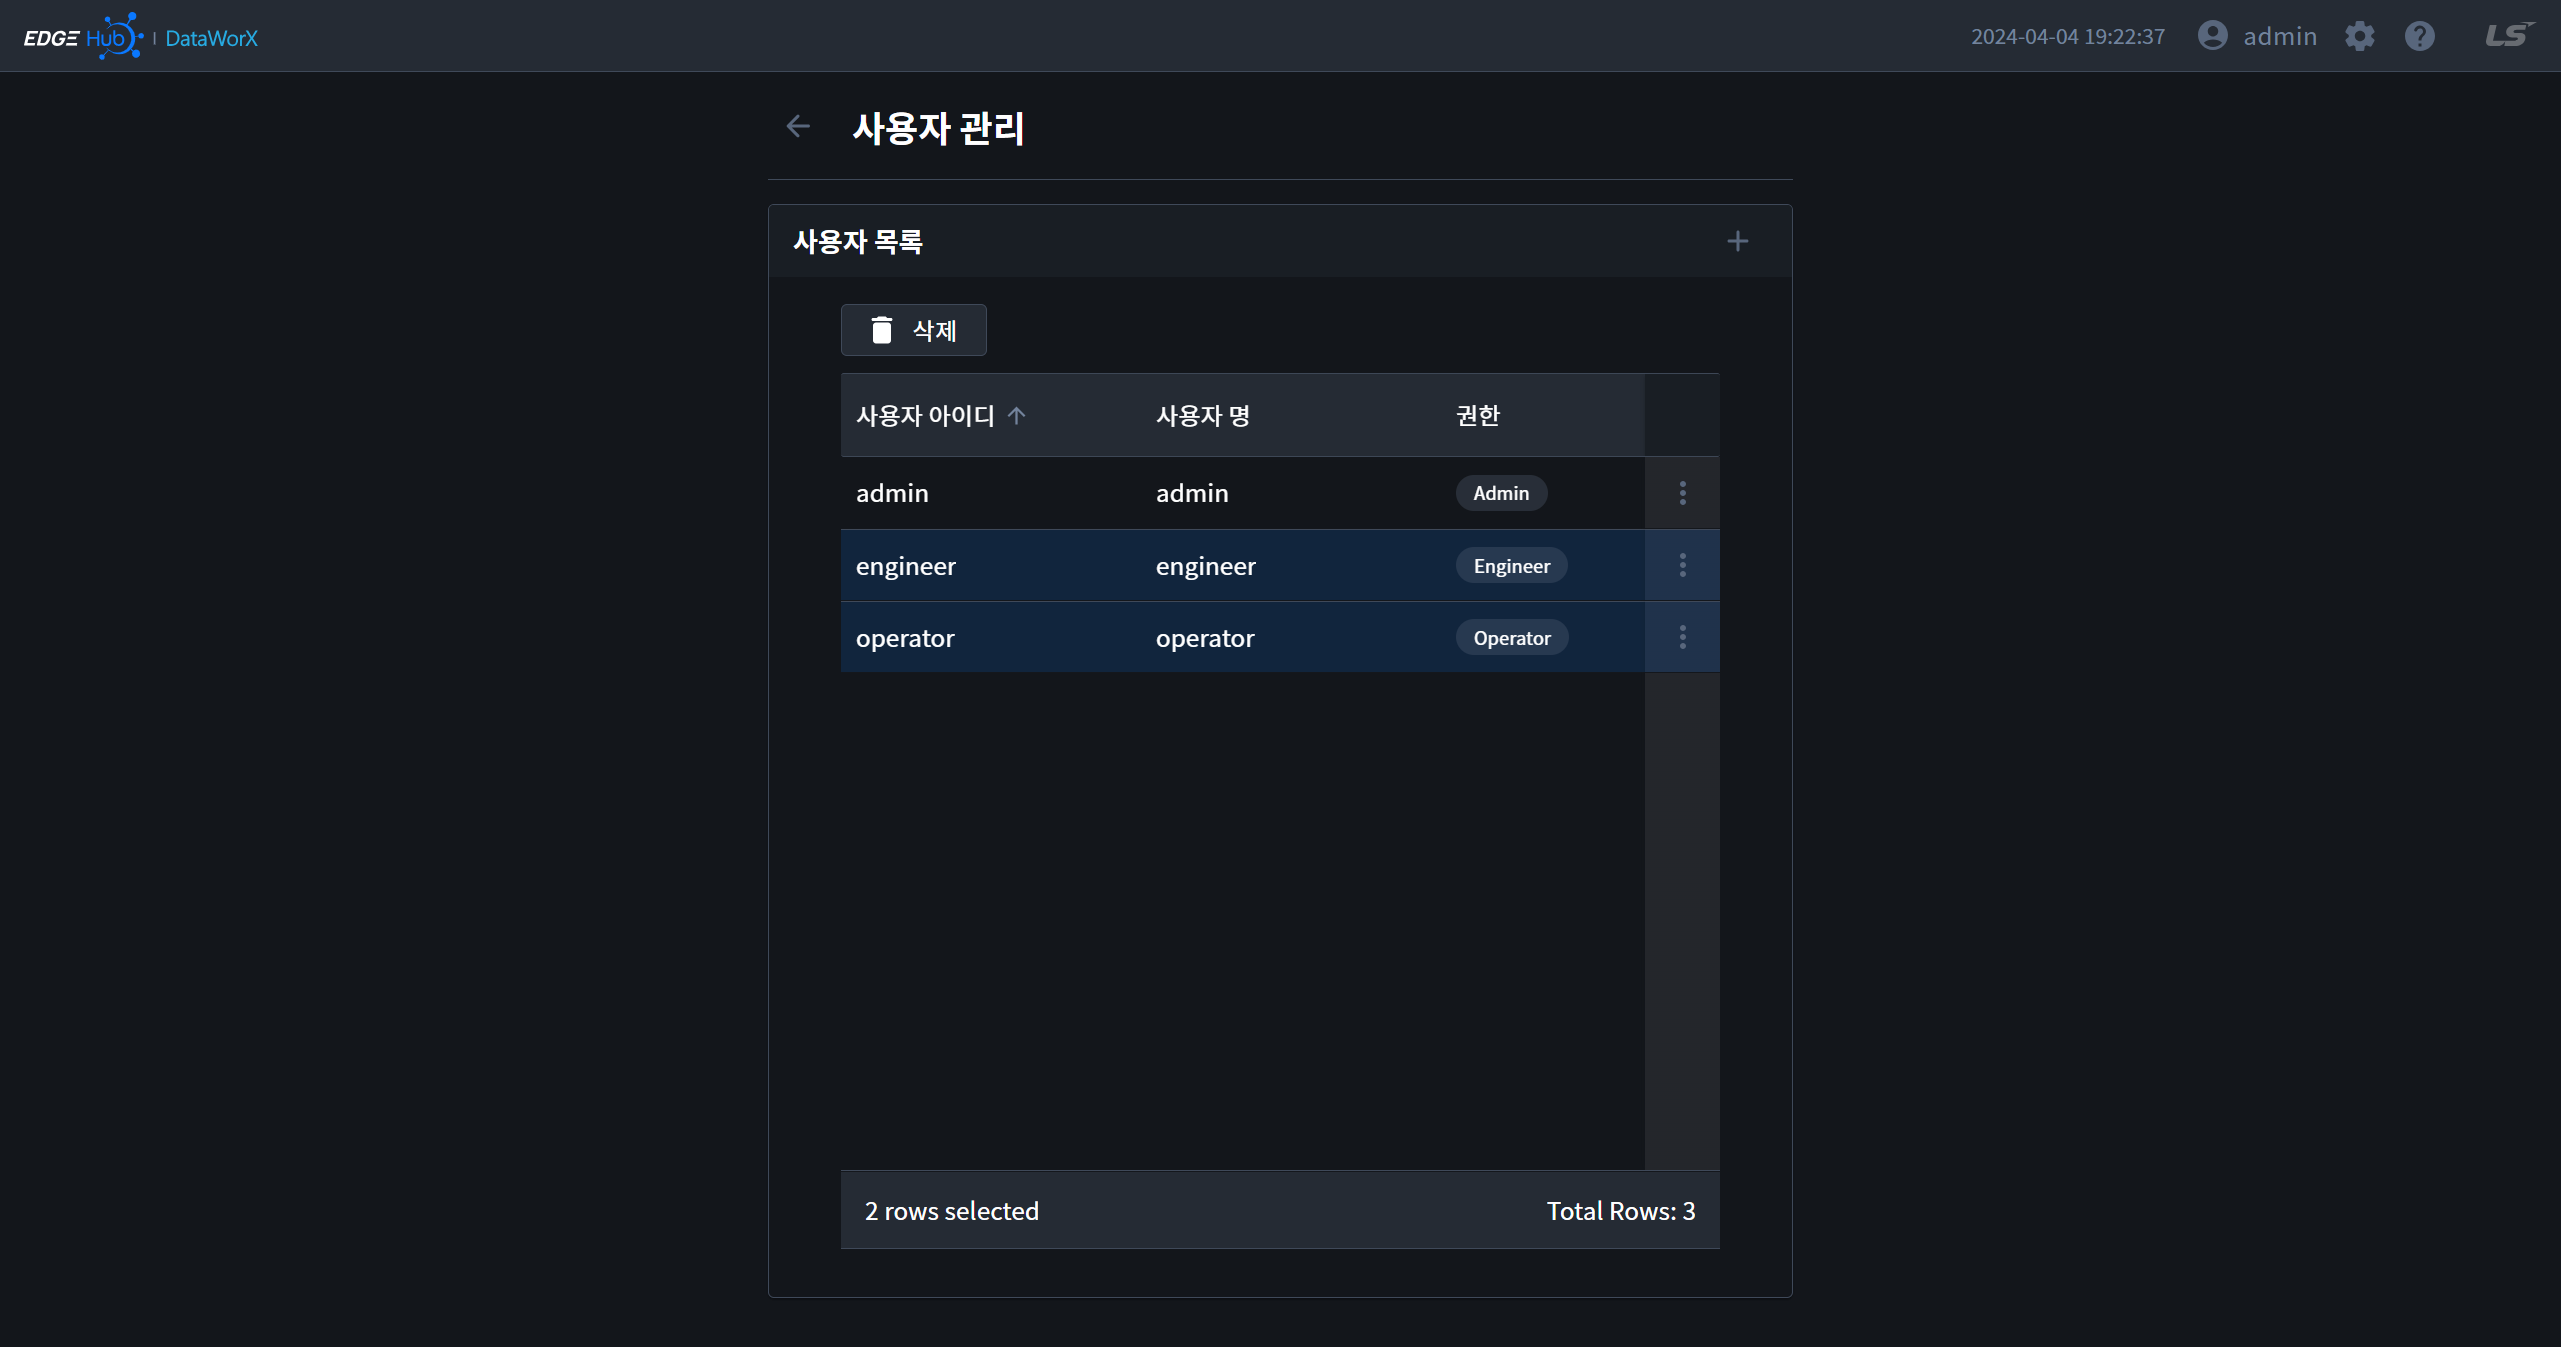 EDGE Hub | DataWorX
2024-04-04 19:22:37 admin LS
사용자 관리
사용자 목록
삭제
사용자 아이디 사용자 명 권한
admin admin Admin
engineer engineer Engineer
operator operator Operator
2 rows selected Total Rows: 3